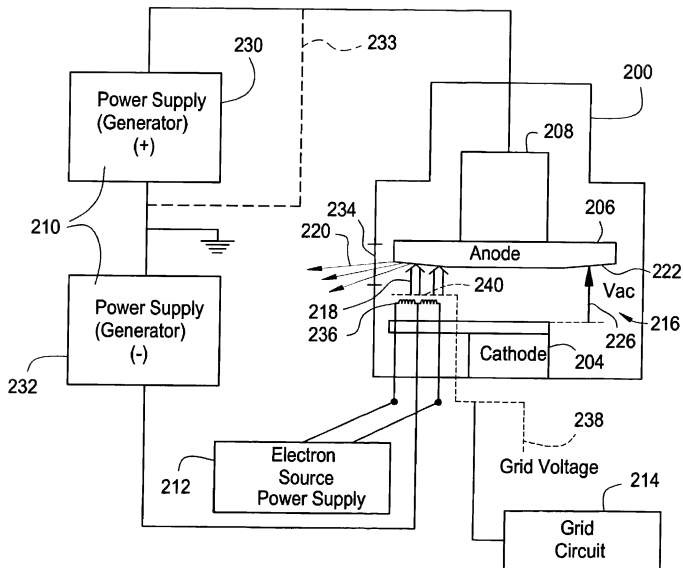 230
233
200
Power Supply
(Generator)
(+)
208
234
206
210
220
Anode
222
240
Vac
218
216
236
226
Power Supply
(Generator)
(-)
Cathode
204
232
238
Electron
Source
Power Supply
212
Grid Voltage
214
Grid
Circuit